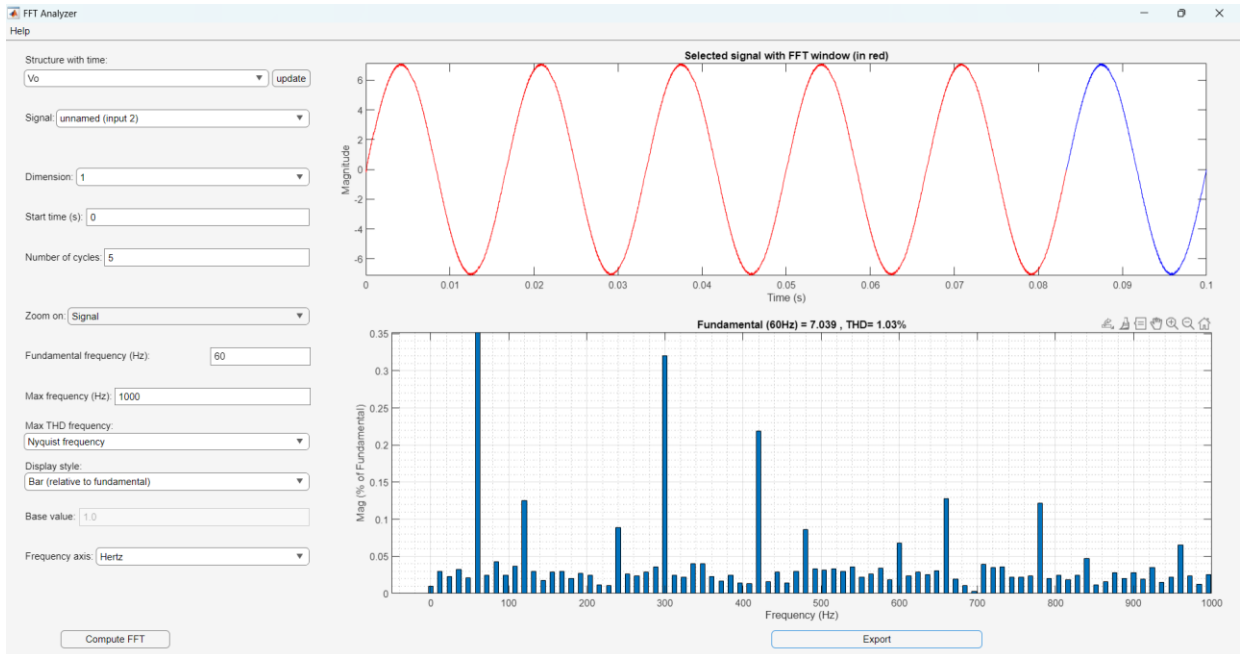 FFT Analyzer
Help
Structure with time:
Vo
update
Signal: unnamed (input 2)
Dimension: 1
Start time (s): 0
Number of cycles: 5
Zoom on: Signal
Fundamental frequency (Hz): 60
Max frequency (Hz): 1000
Max THD frequency:
Nyquist frequency
Display style:
Bar (relative to fundamental)
Base value: 1.0
Frequency axis: Hertz
Compute FFT
Selected signal with FFT window (in red)
Magnitude
6
4
2
0
-2
-4
-6
0 0.01 0.02 0.03 0.04 0.05 0.06 0.07 0.08 0.09 0.1
Time (s)
Fundamental (60Hz) = 7.039 , THD= 1.03%
Mag (% of Fundamental)
0.35
0.3
0.25
0.2
0.15
0.1
0.05
0
0 100 200 300 400 500 600 700 800 900 1000
Frequency (Hz)
Export